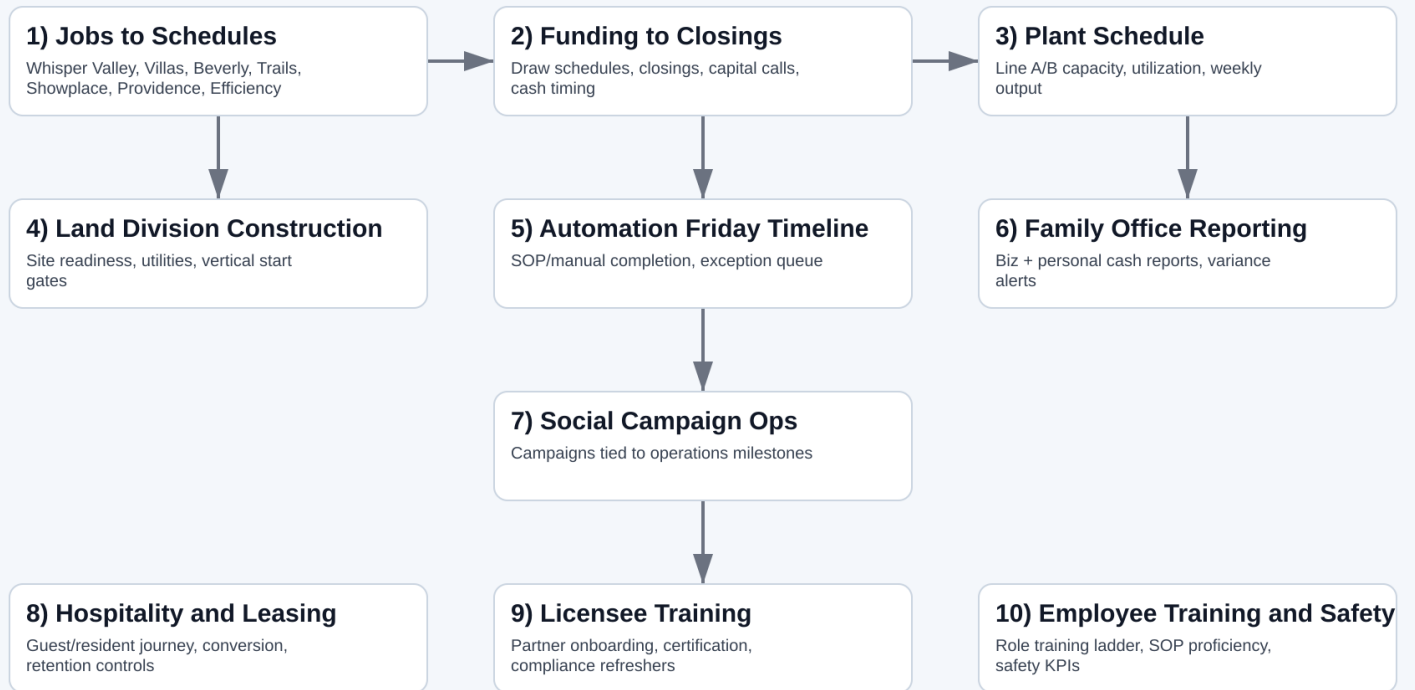 1) Jobs to Schedules
Whisper Valley, Villas, Beverly, Trails,
Showplace, Providence, Efficiency
2) Funding to Closings
Draw schedules, closings, capital calls,
cash timing
3) Plant Schedule
Line A/B capacity, utilization, weekly
output
4) Land Division Construction
Site readiness, utilities, vertical start
gates
5) Automation Friday Timeline
SOP/manual completion, exception queue
6) Family Office Reporting
Biz + personal cash reports, variance
alerts
7) Social Campaign Ops
Campaigns tied to operations milestones
8) Hospitality and Leasing
Guest/resident journey, conversion,
retention controls
9) Licensee Training
Partner onboarding, certification,
compliance refreshers
10) Employee Training and Safety
Role training ladder, SOP proficiency,
safety KPIs